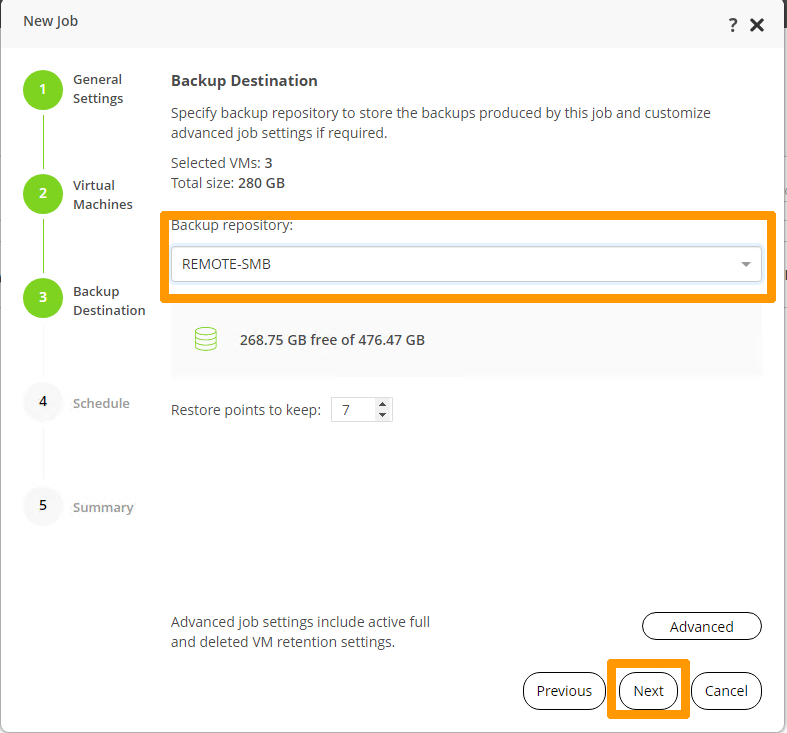 New Job
?
1
General
Settings
2
Virtual
Machines
3
Backup
Destination
4
Schedule
5
Summary
Backup Destination
Specify backup repository to store the backups produced by this job and customize
advanced job settings if required.
Selected VMs: 3
Total size: 280 GB
Backup repository:
REMOTE-SMB
268.75 GB free of 476.47 GB
Restore points to keep: 7
Advanced job settings include active full
and deleted VM retention settings.
Advanced
Previous Next Cancel